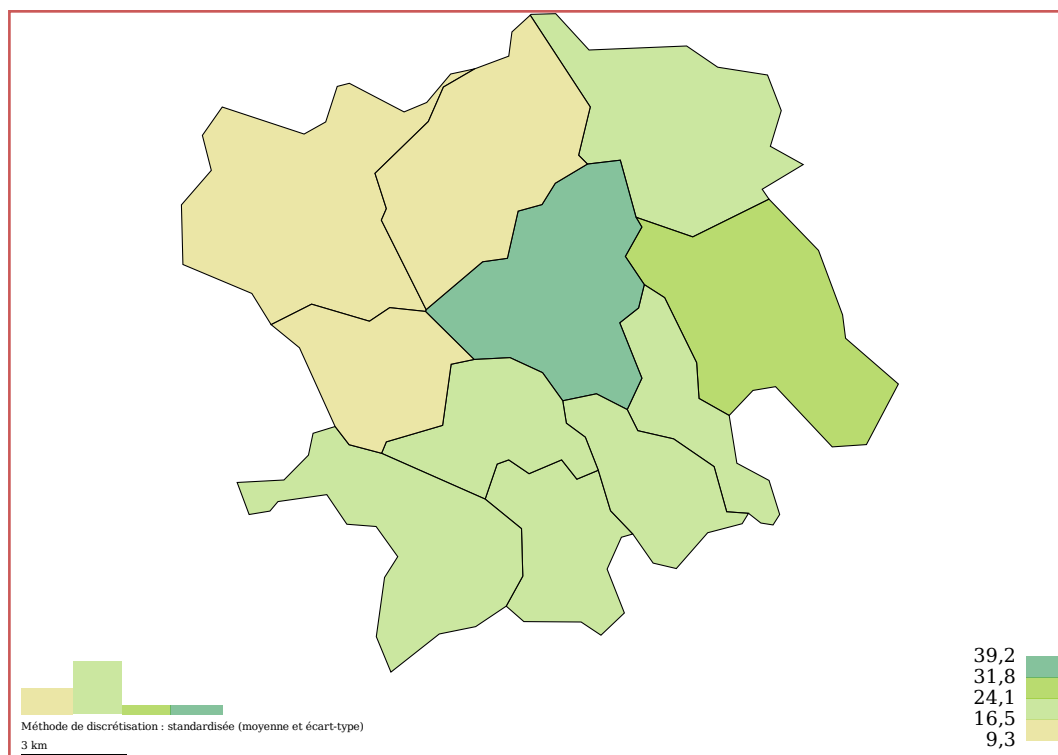 39,2
31,8
24,1
16,5
9,3
Méthode de discrétisation : standardisée (moyenne et écart-type)
3 km